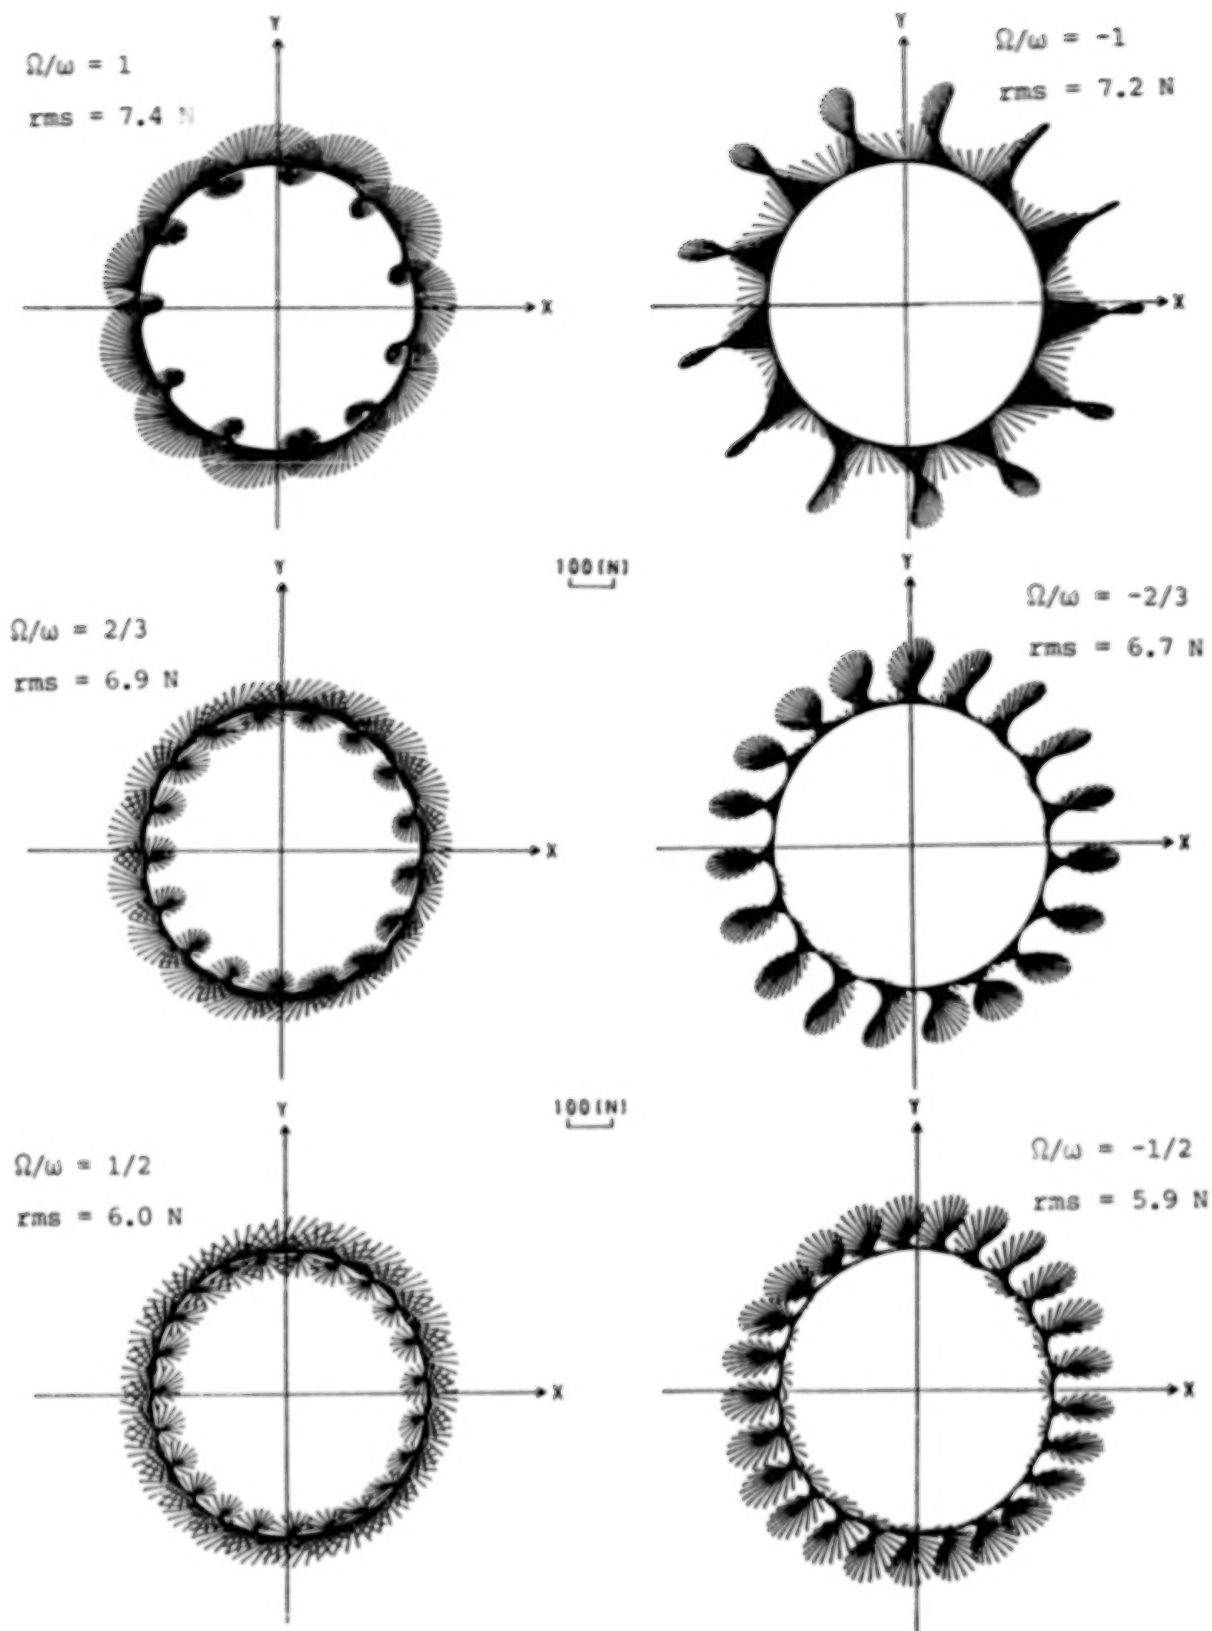 Y
Ω/ω = 1
rms = 7.4 N
X
Y
Ω/ω = -1
rms = 7.2 N
X
100 [N]
Y
Ω/ω = 2/3
rms = 6.9 N
X
Y
Ω/ω = -2/3
rms = 6.7 N
X
100 [N]
Y
Ω/ω = 1/2
rms = 6.0 N
X
Y
Ω/ω = -1/2
rms = 5.9 N
X